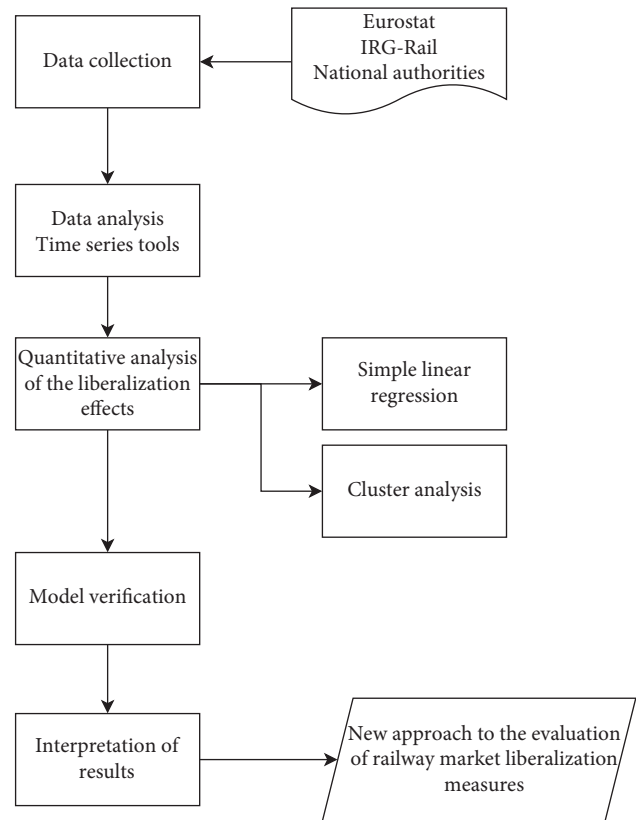 Data collection
Eurostat
IRG-Rail
National authorities
Data analysis
Time series tools
Quantitative analysis
of the liberalization
effects
Simple linear
regression
Cluster analysis
Model verification
Interpretation of
results
New approach to the evaluation
of railway market liberalization
measures